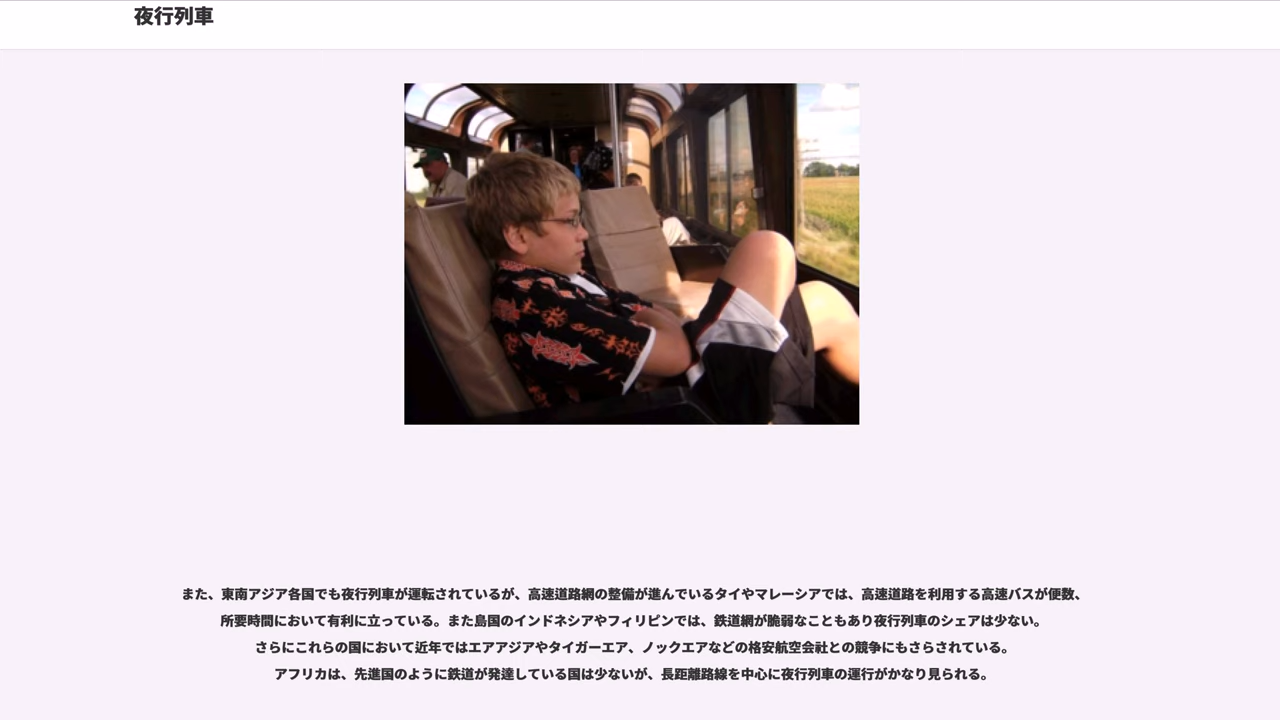 夜行列車
また、東南アジア各国でも夜行列車が運転されているが、高速道路網の整備が進んでいるタイやマレーシアでは、高速道路を利用する高速バスが便数、
所要時間において有利に立っている。また島国のインドネシアやフィリピンでは、鉄道網が脆弱なこともあり夜行列車のシェアは少ない。
さらにこれらの国において近年ではエアアジアやタイガーエア、ノックエアなどの格安航空会社との競争にもさらされている。
アフリカは、先進国のように鉄道が発達している国は少ないが、長距離路線を中心に夜行列車の運行がかなり見られる。